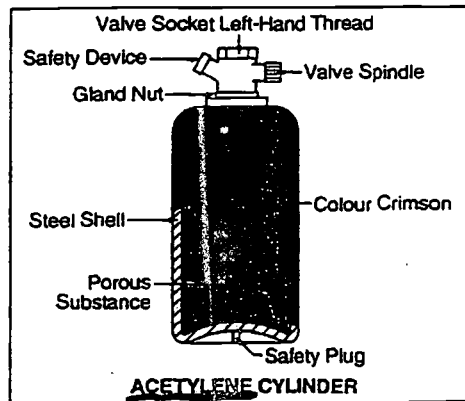 Valve Socket Left-Hand Thread
Safety Device
Valve Spindle
Gland Nut
Colour Crimson
Steel Shell
Porous
Substance
Safety Plug
ACETYLENE CYLINDER